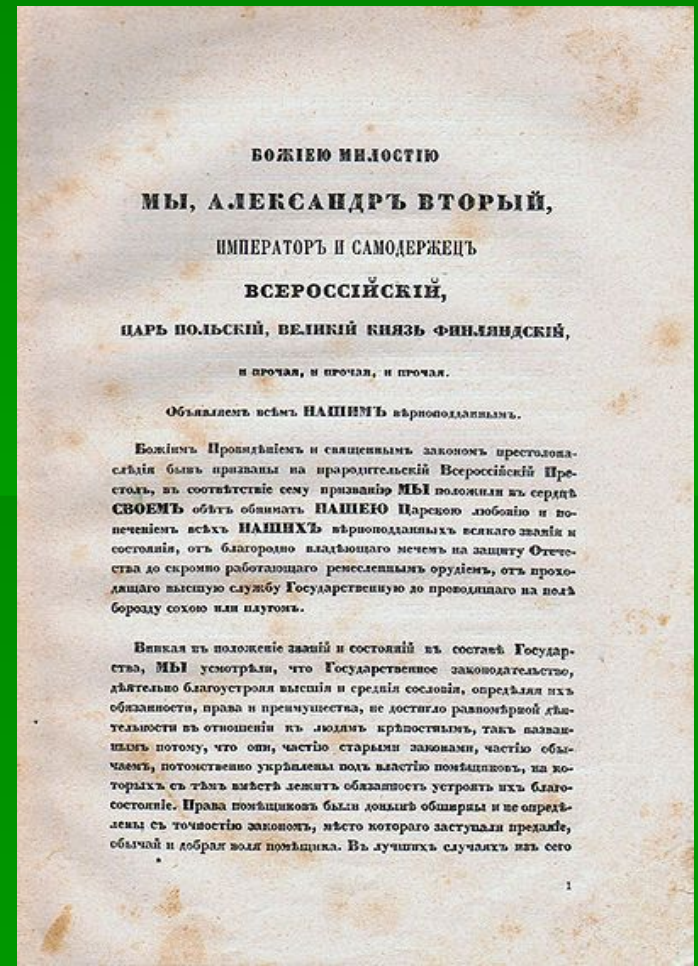 БОЖІЕЮ МИЛОСТІЮ
МЫ, АЛЕКСАНДРЪ ВТОРЫЙ,
ИМПЕРАТОРЪ И САМОДЕРЖЕЦЪ
ВСЕРОССІЙСКІЙ,
ЦАРЬ ПОЛЬСКІЙ, ВЕЛИКІЙ КНЯЗЬ ФИНЛЯНДСКІЙ,
и прочая, и прочая, и прочая.
Объявляемъ всѣмъ НАШИМЪ вѣрноподданнымъ.
Божіимъ Провидѣніемъ и священнымъ закономъ престолона-
слѣдія бывъ призваны на прародительскій Всероссійскій Пре-
столъ, въ соотвѣтствіе сему призванію МЫ положили въ сердцѣ
СВОЕМЪ обѣтъ обнимать НАШЕЮ Царскою любовію и по-
печеніемъ всѣхъ НАШИХЪ вѣрноподданныхъ всякаго званія и
состоянія, отъ благородно владѣющаго мечемъ на защиту Отече-
ства до скромно работающаго ремесленнымъ орудіемъ, отъ прохо-
дящаго высшую службу Государственную до проводящаго на полѣ
борозду сохою или плугомъ.
Вникая въ положеніе званій и состояній въ составѣ Государ-
ства, МЫ усмотрѣли, что Государственное законодательство,
дѣятельно благоустрояя высшія и среднія сословія, опредѣляя ихъ
обязанности, права и преимущества, не достигло равномѣрной дѣя-
тельности въ отношеніи къ людямъ крѣпостнымъ, такъ назван-
нымъ потому, что они, частію старыми законами, частію обы-
чаемъ, потомственно укрѣплены подъ властію помѣщиковъ, на ко-
торыхъ съ тѣмъ вмѣстѣ лежитъ обязанность устроять ихъ благо-
состояніе. Права помѣщиковъ были донынѣ обширны и не опредѣ-
лены съ точностію закономъ, мѣсто котораго заступали преданіе,
обычай и добрая воля помѣщика. Въ лучшихъ случаяхъ изъ сего
1